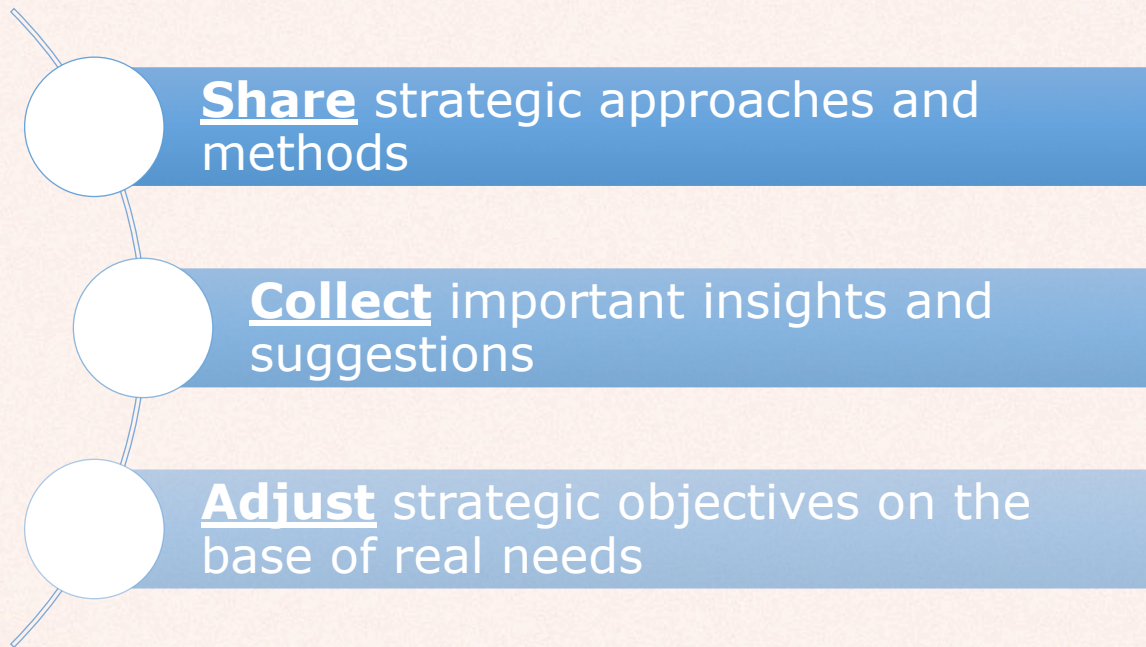 Share strategic approaches and
methods
Collect important insights and
suggestions
Adjust strategic objectives on the
base of real needs